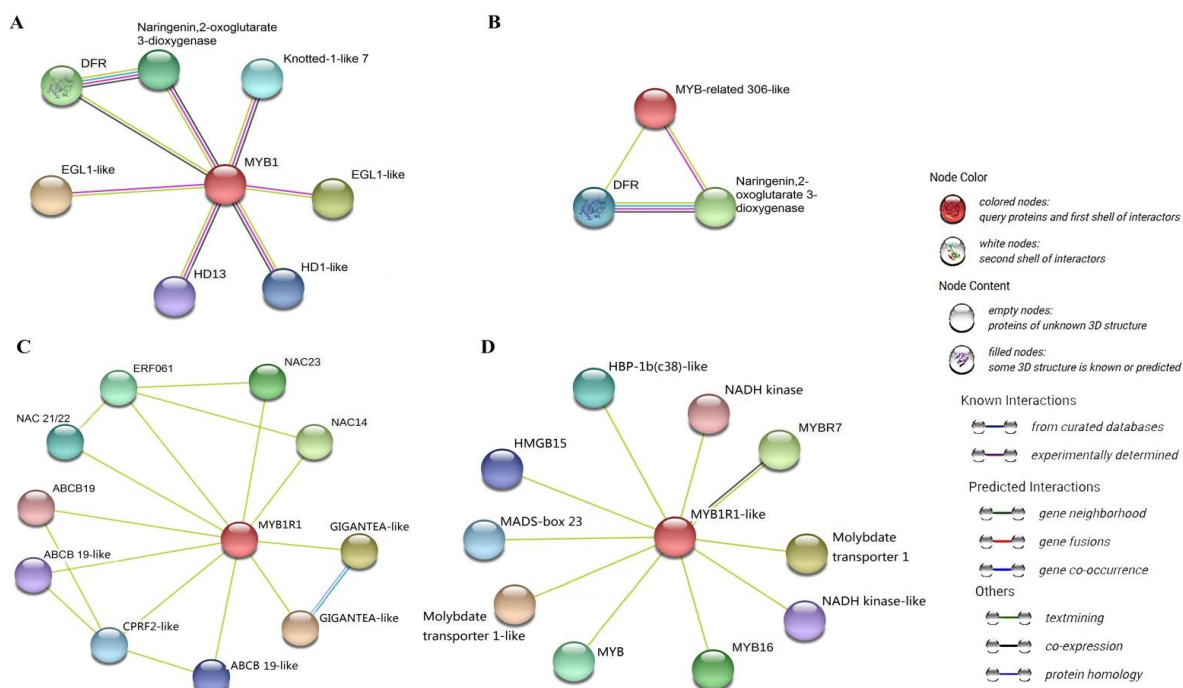 A
Naringenin,2-oxoglutarate
3-dioxygenase
DFR
Knotted-1-like 7
MYB1
EGL1-like
EGL1-like
HD13
HD1-like
B
MYB-related 306-like
DFR
Naringenin,2-
oxoglutarate 3-
dioxygenase
C
ERF061
NAC23
NAC 21/22
NAC14
ABCB19
MYB1R1
GIGANTEA-like
ABCB 19-like
CPRF2-like
GIGANTEA-like
ABCB 19-like
D
HBP-1b(c38)-like
NADH kinase
MYBR7
HMGB15
MADS-box 23
MYB1R1-like
Molybdate
transporter 1
Molybdate
transporter 1-like
NADH kinase-like
MYB
MYB16
Node Color
colored nodes:
query proteins and first shell of interactors
white nodes:
second shell of interactors
Node Content
empty nodes:
proteins of unknown 3D structure
filled nodes:
some 3D structure is known or predicted
Known Interactions
from curated databases
experimentally determined
Predicted Interactions
gene neighborhood
gene fusions
gene co-occurrence
Others
textmining
co-expression
protein homology